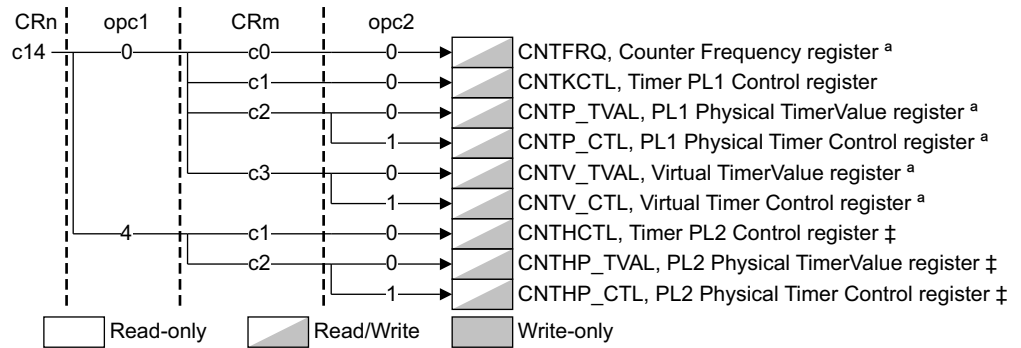 CRn opc1 CRm opc2
c14 0 c0 0 CNTFRQ, Counter Frequency register ª
c1 0 CNTKCTL, Timer PL1 Control register
c2 0 CNTP_TVAL, PL1 Physical TimerValue register ª
1 CNTP_CTL, PL1 Physical Timer Control register ª
c3 0 CNTV_TVAL, Virtual TimerValue register ª
1 CNTV_CTL, Virtual Timer Control register ª
4 c1 0 CNTHCTL, Timer PL2 Control register ‡
c2 0 CNTHP_TVAL, PL2 Physical TimerValue register ‡
1 CNTHP_CTL, PL2 Physical Timer Control register ‡
Read-only Read/Write Write-only